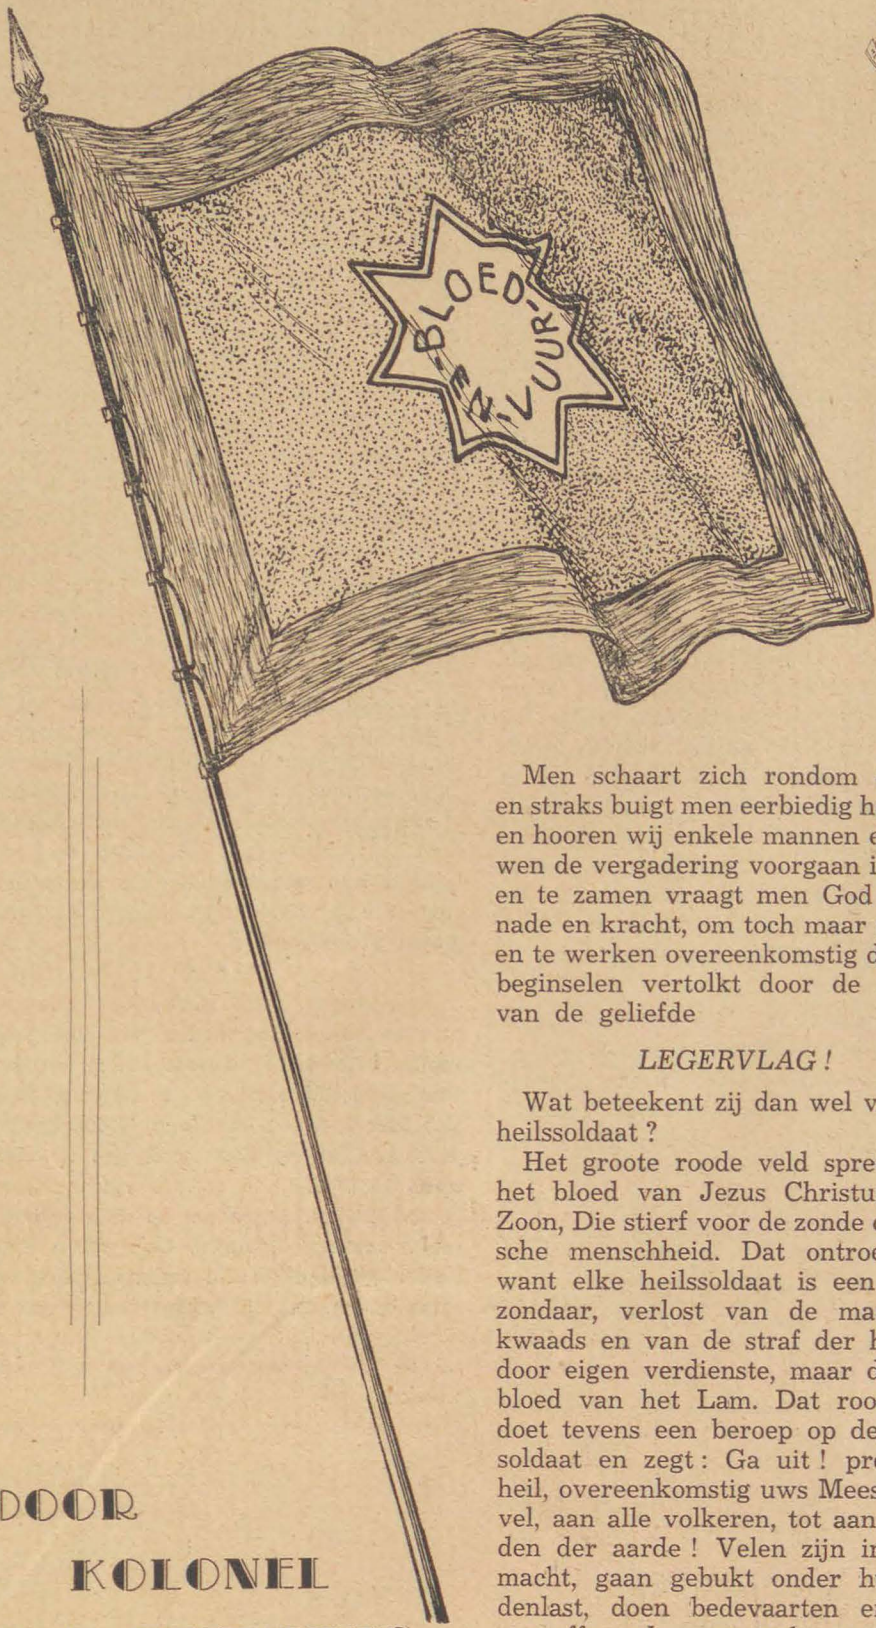 BLOED-
EN
VUUR-
Men schaart zich rondom
en straks buigt men eerbiedig h
en hooren wij enkele mannen e
wen de vergadering voorgaan i
en te zamen vraagt men God
nade en kracht, om toch maar
en te werken overeenkomstig d
beginselen vertolkt door de
van de geliefde
LEGERVLAG !
Wat beteekent zij dan wel v
heilssoldaat ?
Het groote roode veld spre
het bloed van Jezus Christu
Zoon, Die stierf voor de zonde
sche menschheid. Dat ontroe
want elke heilssoldaat is een
zondaar, verlost van de ma
kwaads en van de straf der
door eigen verdienste, maar d
bloed van het Lam. Dat roo
doet tevens een beroep op de
soldaat en zegt : Ga uit ! pre
heil, overeenkomstig uws Mees
vel, aan alle volkeren, tot aan
den der aarde ! Velen zijn in
macht, gaan gebukt onder h
denlast, doen bedevaarten e
DOOR
KOLONEL